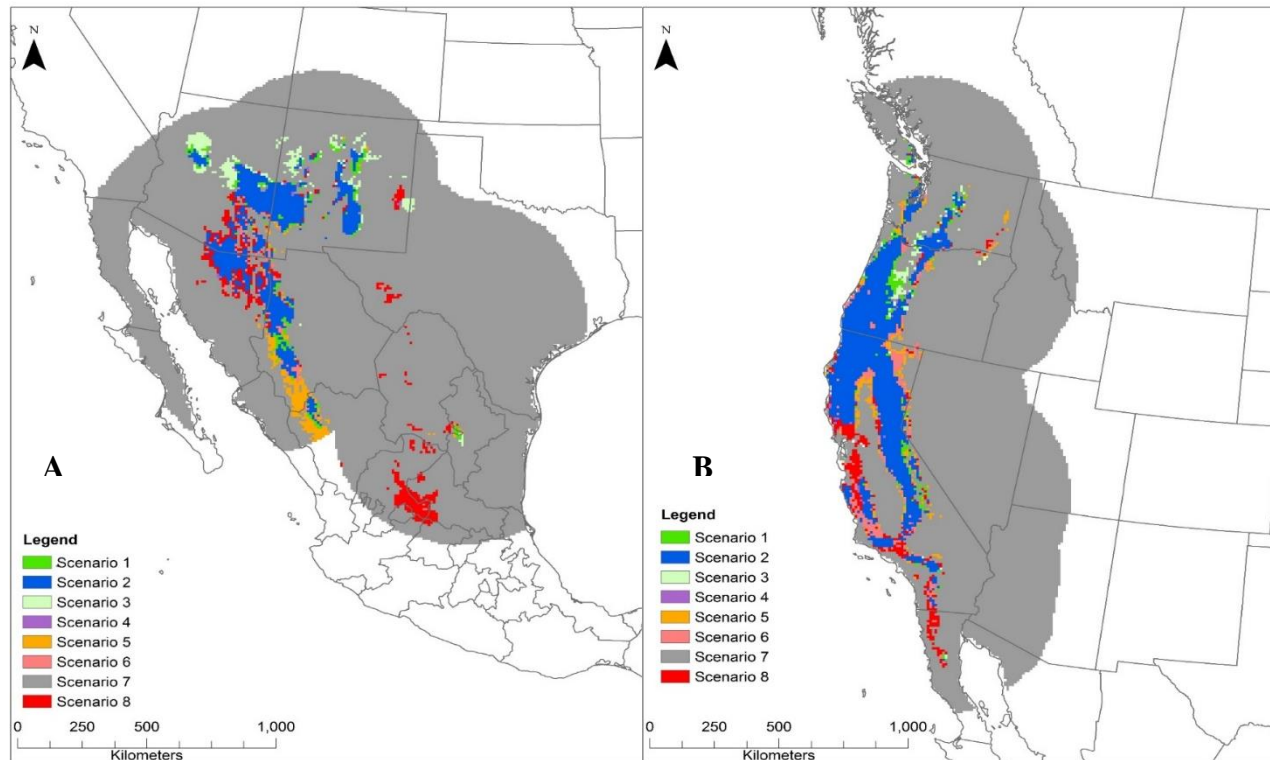 N
A
Legend
Scenario 1
Scenario 2
Scenario 3
Scenario 4
Scenario 5
Scenario 6
Scenario 7
Scenario 8
0 250 500 1,000
Kilometers
N
B
Legend
Scenario 1
Scenario 2
Scenario 3
Scenario 4
Scenario 5
Scenario 6
Scenario 7
Scenario 8
0 250 500 1,000
Kilometers